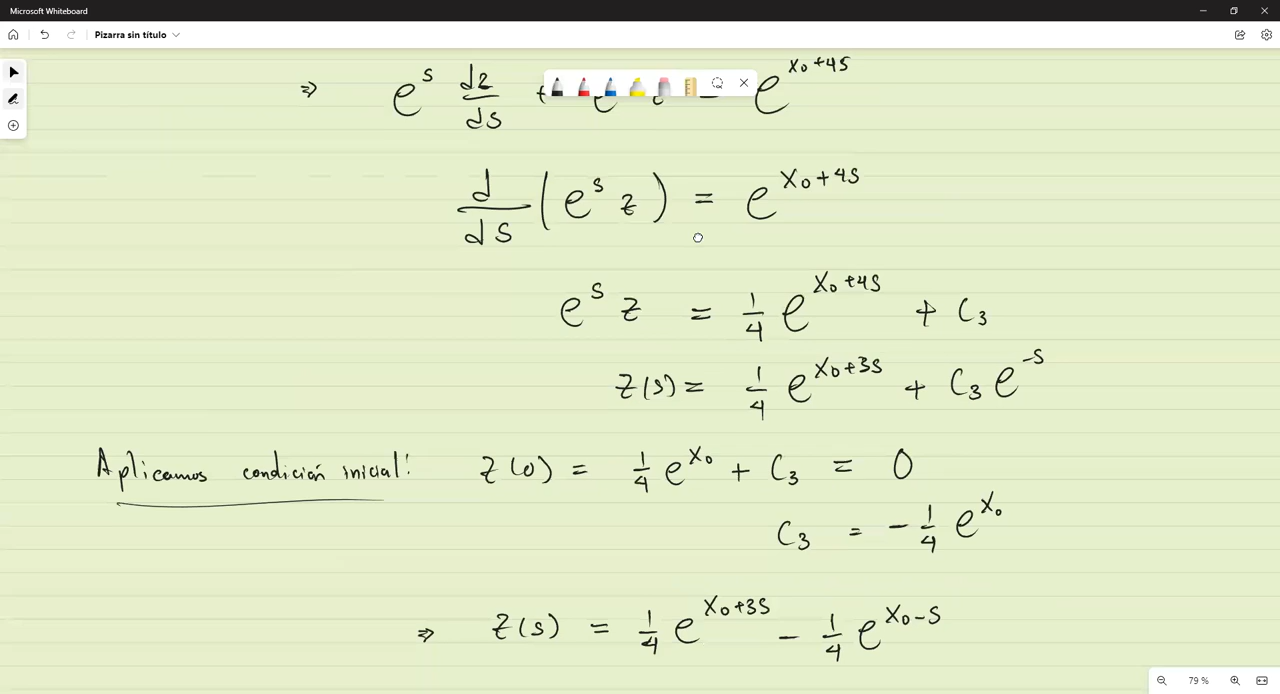 Microsoft Whiteboard
Pizarra sin título
⇒ e^s dz/ds + e = e^{x₀+4s}
d/ds (e^s z) = e^{x₀+4s}
e^s z = 1/4 e^{x₀+4s} + C₃
z(s) = 1/4 e^{x₀+3s} + C₃ e^{-s}
Aplicamos condición inicial: z(0) = 1/4 e^{x₀} + C₃ = 0
C₃ = -1/4 e^{x₀}
⇒ z(s) = 1/4 e^{x₀+3s} - 1/4 e^{x₀-s}
79 %